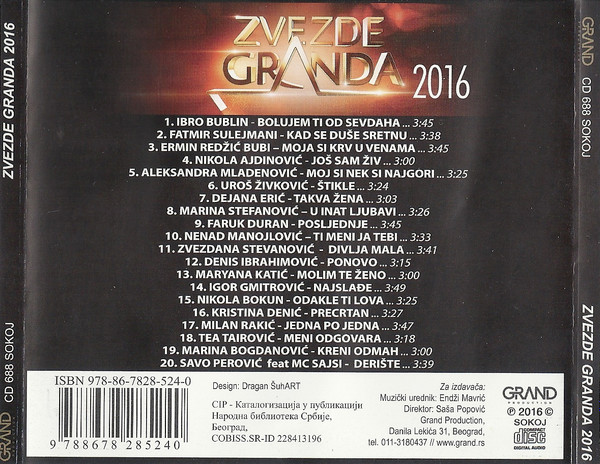 ZVEZDE GRANDA 2016
CD 688 SOKOJ
ZVEZDE
GRANDA 2016
1. IBRO BUBLIN - BOLUJEM TI OD SEVDAHA ... 3:45
2. FATMIR SULEJMANI - KAD SE DUŠE SRETNU ... 3:38
3. ERMIN REDŽIĆ BUBI – MOJA SI KRV U VENAMA ... 3:45
4. NIKOLA AJDINOVIĆ - JOŠ SAM ŽIV ... 3:00
5. ALEKSANDRA MLADENOVIĆ - MOJ SI NEK SI NAJGORI ... 3:25
6. UROŠ ŽIVKOVIĆ - ŠTIKLE ... 3:24
7. DEJANA ERIĆ - TAKVA ŽENA ... 3:03
8. MARINA STEFANOVIĆ – U INAT LJUBAVI ... 3:26
9. FARUK DURAN - POSLJEDNJE ... 3:45
10. NENAD MANOJLOVIĆ – TI MENI JA TEBI ... 3:33
11. ZVEZDANA STEVANOVIĆ - DIVLJA MALA ... 3:41
12. DENIS IBRAHIMOVIĆ - PONOVO ... 3:15
13. MARYANA KATIĆ - MOLIM TE ŽENO ... 3:00
14. IGOR GMITROVIĆ - NAJSLAĐE ... 3:49
15. NIKOLA BOKUN - ODAKLE TI LOVA ... 3:25
16. KRISTINA DENIĆ - PRECRTAN ... 3:27
17. MILAN RAKIĆ - JEDNA PO JEDNA ... 3:47
18. TEA TAIROVIĆ - MENI ODGOVARA ... 3:18
19. MARINA BOGDANOVIĆ - KRENI ODMAH ... 3:00
20. SAVO PEROVIĆ feat MC SAJSI - DERIŠTE ... 3:39
ISBN 978-86-7828-524-0
9 788678 285240
Design: Dragan ŠuhART
CIP - Каталогизација у публикацији
Народна библиотека Србије,
Београд,
COBISS.SR-ID 228413196
Za izdavača:
Muzički urednik: Endži Mavrić
Direktor: Saša Popović
Grand Production,
Danila Lekića 31, Beograd,
tel. 011-3180437 // www.grand.rs
GRAND
PRODUCTION
℗ 2016 ©
SOKOJ
COMPACT
disc
DIGITAL AUDIO
GRAND
PRODUCTION
CD 688 SOKOJ
ZVEZDE GRANDA 2016